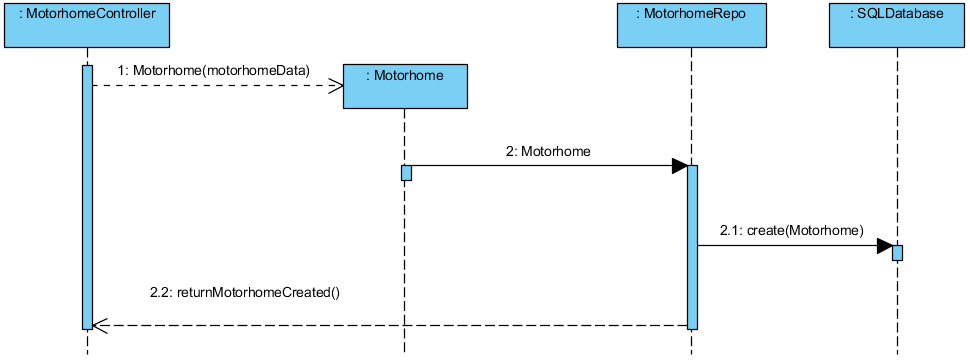 : MotorhomeController
: MotorhomeRepo
: SQLDatabase
1: Motorhome(motorhomeData)
: Motorhome
2: Motorhome
2.1: create(Motorhome)
2.2: returnMotorhomeCreated()